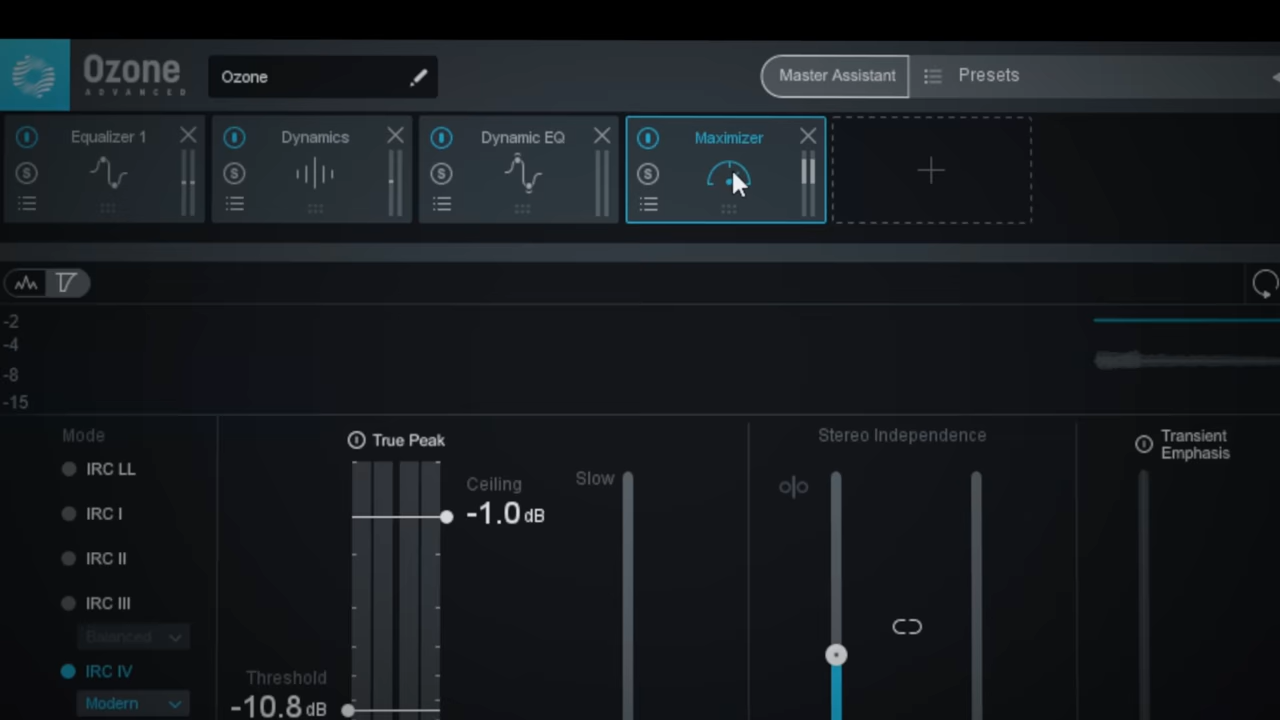 Ozone
ADVANCED
Ozone
Master Assistant
Presets
Equalizer 1
Dynamics
Dynamic EQ
Maximizer
S
S
S
S
-2
-4
-8
-15
Mode
IRC LL
IRC I
IRC II
IRC III
Balanced
IRC IV
Modern
True Peak
Ceiling
-1.0 dB
Threshold
-10.8 dB
Slow
Stereo Independence
Transient
Emphasis